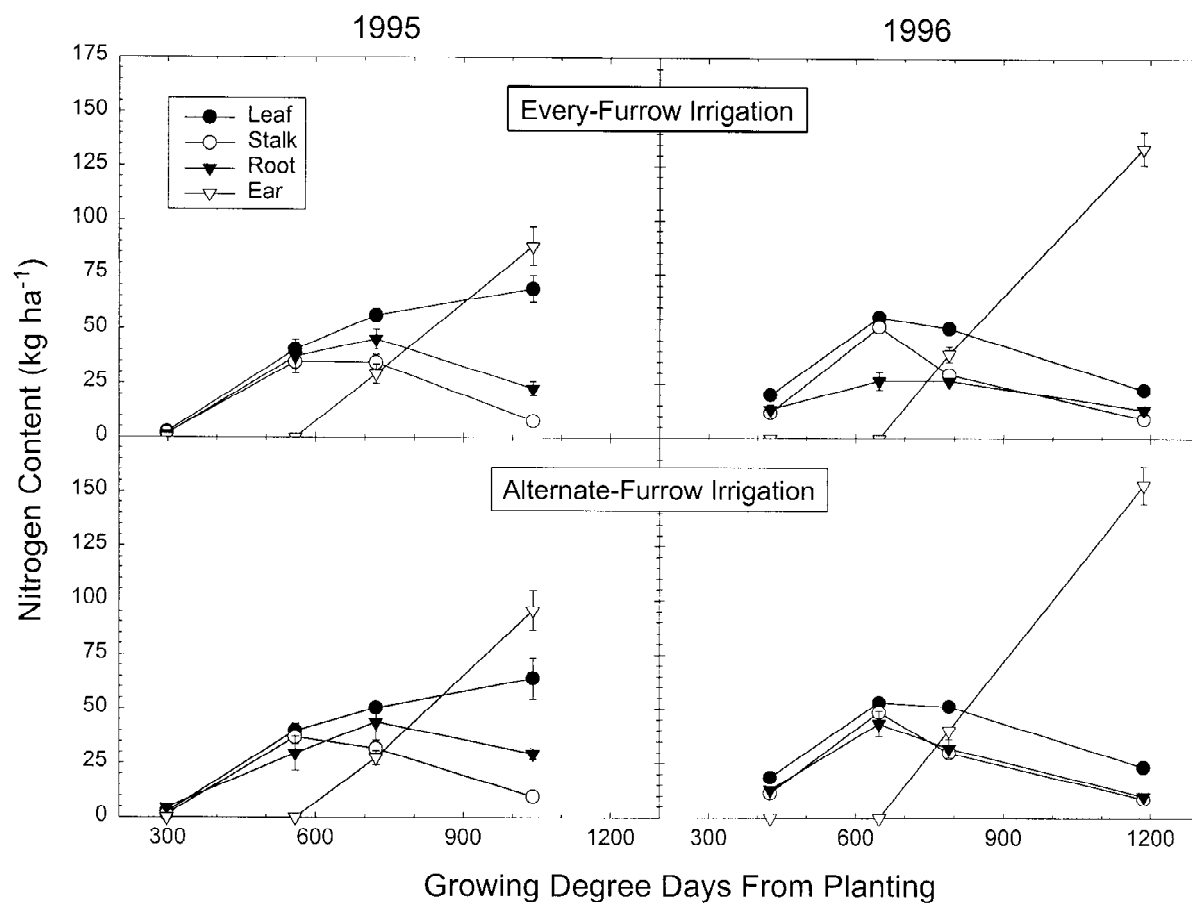 1995
1996
175
150
125
100
75
50
25
0
Leaf
Stalk
Root
Ear
Every-Furrow Irrigation
Alternate-Furrow Irrigation
150
125
100
75
50
25
0
Nitrogen Content (kg ha-1)
300 600 900 1200 300 600 900 1200
Growing Degree Days From Planting